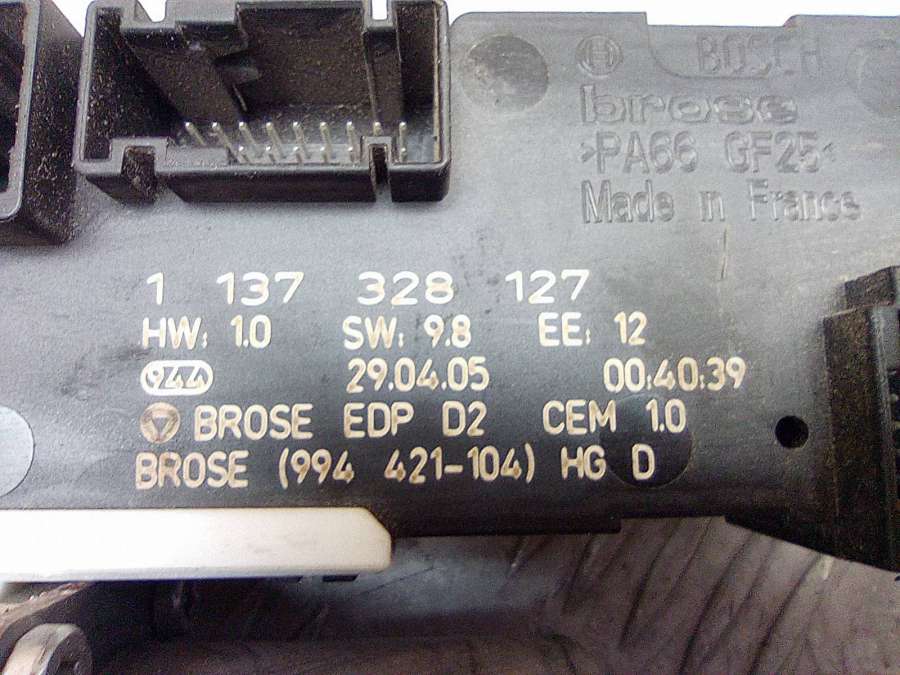 BOSCH
brose
>PA66 GF25<
Made in France
1 137 328 127
HW: 1.0 SW: 9.8 EE: 12
944 29.04.05 00:40:39
BROSE EDP D2 CEM 1.0
BROSE (994 421-104) HG D